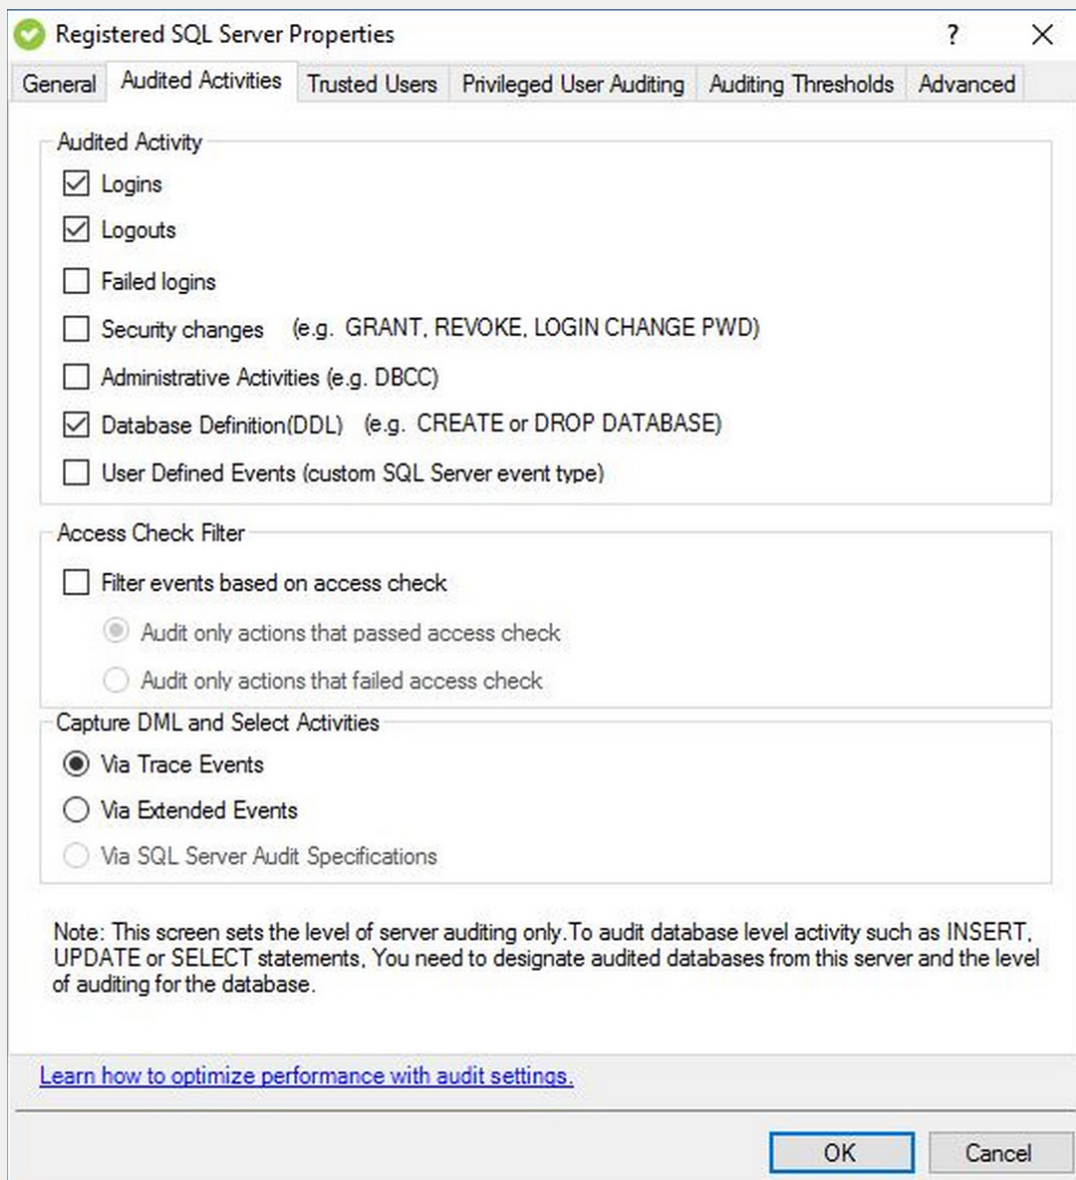 Registered SQL Server Properties ?
General Audited Activities Trusted Users Privileged User Auditing Auditing Thresholds Advanced
Audited Activity
Logins
Logouts
Failed logins
Security changes (e.g. GRANT, REVOKE, LOGIN CHANGE PWD)
Administrative Activities (e.g. DBCC)
Database Definition(DDL) (e.g. CREATE or DROP DATABASE)
User Defined Events (custom SQL Server event type)
Access Check Filter
Filter events based on access check
Audit only actions that passed access check
Audit only actions that failed access check
Capture DML and Select Activities
Via Trace Events
Via Extended Events
Via SQL Server Audit Specifications
Note: This screen sets the level of server auditing only.To audit database level activity such as INSERT,
UPDATE or SELECT statements, You need to designate audited databases from this server and the level
of auditing for the database.
Learn how to optimize performance with audit settings.
OK Cancel